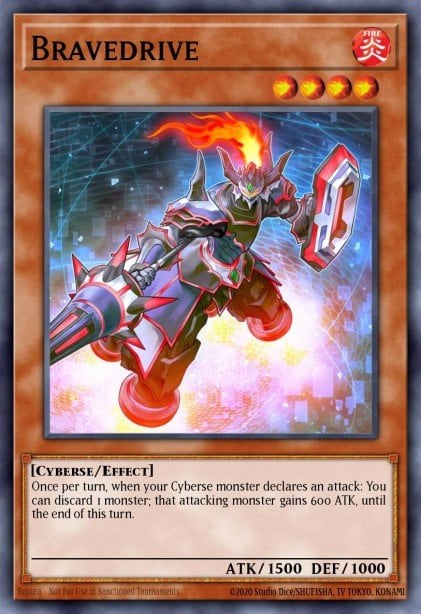 BRAVEDRIVE
FIRE
炎
[CYBERSE/EFFECT]
Once per turn, when your Cyberse monster declares an attack: You
can discard 1 monster; that attacking monster gains 600 ATK, until
the end of this turn.
ATK/1500 DEF/1000
Replica - Not For Use in Sanctioned Tournaments
©2020 Studio Dice/SHUEISHA, TV TOKYO, KONAMI